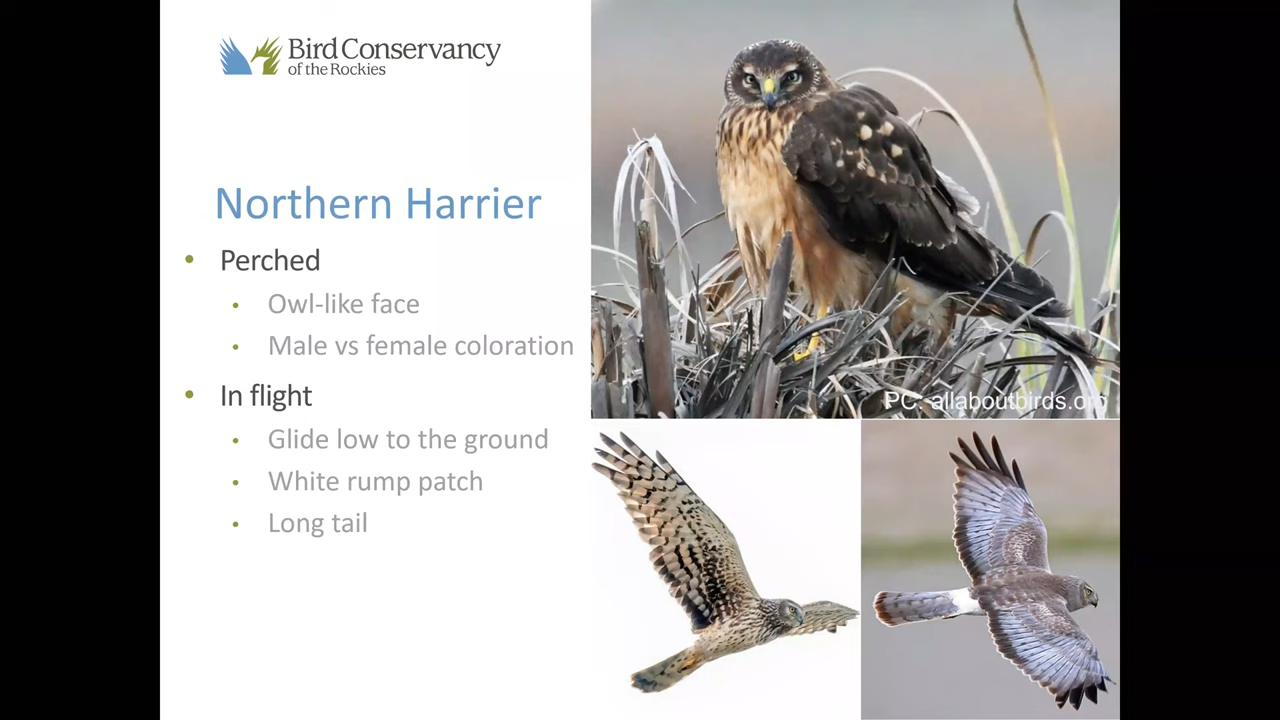 Bird Conservancy
of the Rockies
Northern Harrier
• Perched
• Owl-like face
• Male vs female coloration
• In flight
• Glide low to the ground
• White rump patch
• Long tail
PC: allaboutbirds.org